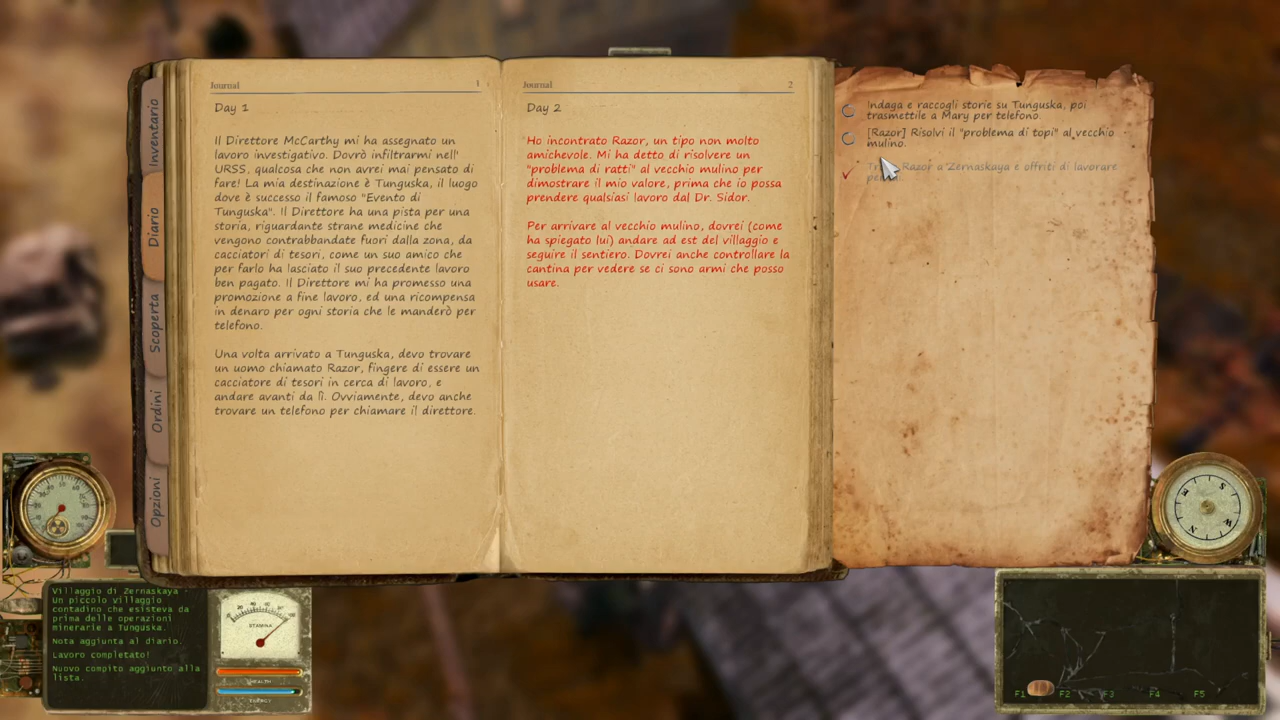 Inventario
Diario
Scoperta
Ordini
Opzioni
Journal 1
Day 1
Il Direttore McCarthy mi ha assegnato un
lavoro investigativo. Dovrò infiltrarmi nell'
URSS, qualcosa che non avrei mai pensato di
fare! La mia destinazione è Tunguska, il luogo
dove è successo il famoso "Evento di
Tunguska". Il Direttore ha una pista per una
storia, riguardante strane medicine che
vengono contrabbandate fuori dalla zona, da
cacciatori di tesori, come un suo amico che
per farlo ha lasciato il suo precedente lavoro
ben pagato. Il Direttore mi ha promesso una
promozione a fine lavoro, ed una ricompensa
in denaro per ogni storia che le manderò per
telefono.
Una volta arrivato a Tunguska, devo trovare
un uomo chiamato Razor, fingere di essere un
cacciatore di tesori in cerca di lavoro, e
andare avanti da lì. Ovviamente, devo anche
trovare un telefono per chiamare il direttore.
Journal 2
Day 2
Ho incontrato Razor, un tipo non molto
amichevole. Mi ha detto di risolvere un
"problema di ratti" al vecchio mulino per
dimostrare il mio valore, prima che io possa
prendere qualsiasi lavoro dal Dr. Sidor.
Per arrivare al vecchio mulino, dovrei (come
ha spiegato lui) andare ad est del villaggio e
seguire il sentiero. Dovrei anche controllare la
cantina per vedere se ci sono armi che posso
usare.
Indaga e raccogli storie su Tunguska, poi
trasmettile a Mary per telefono.
[Razor] Risolvi il "problema di topi" al vecchio
mulino.
Razor a Zernaskaya e offriti di lavorare
Villaggio di Zernaskaya -
Un piccolo villaggio
contadino che esisteva da
prima delle operazioni
minerarie a Tunguska.
Nota aggiunta al diario.
Lavoro completato!
Nuovo compito aggiunto alla
lista.
STAMINA
HEALTH
ENERGY
F1 F2 F3 F4 F5